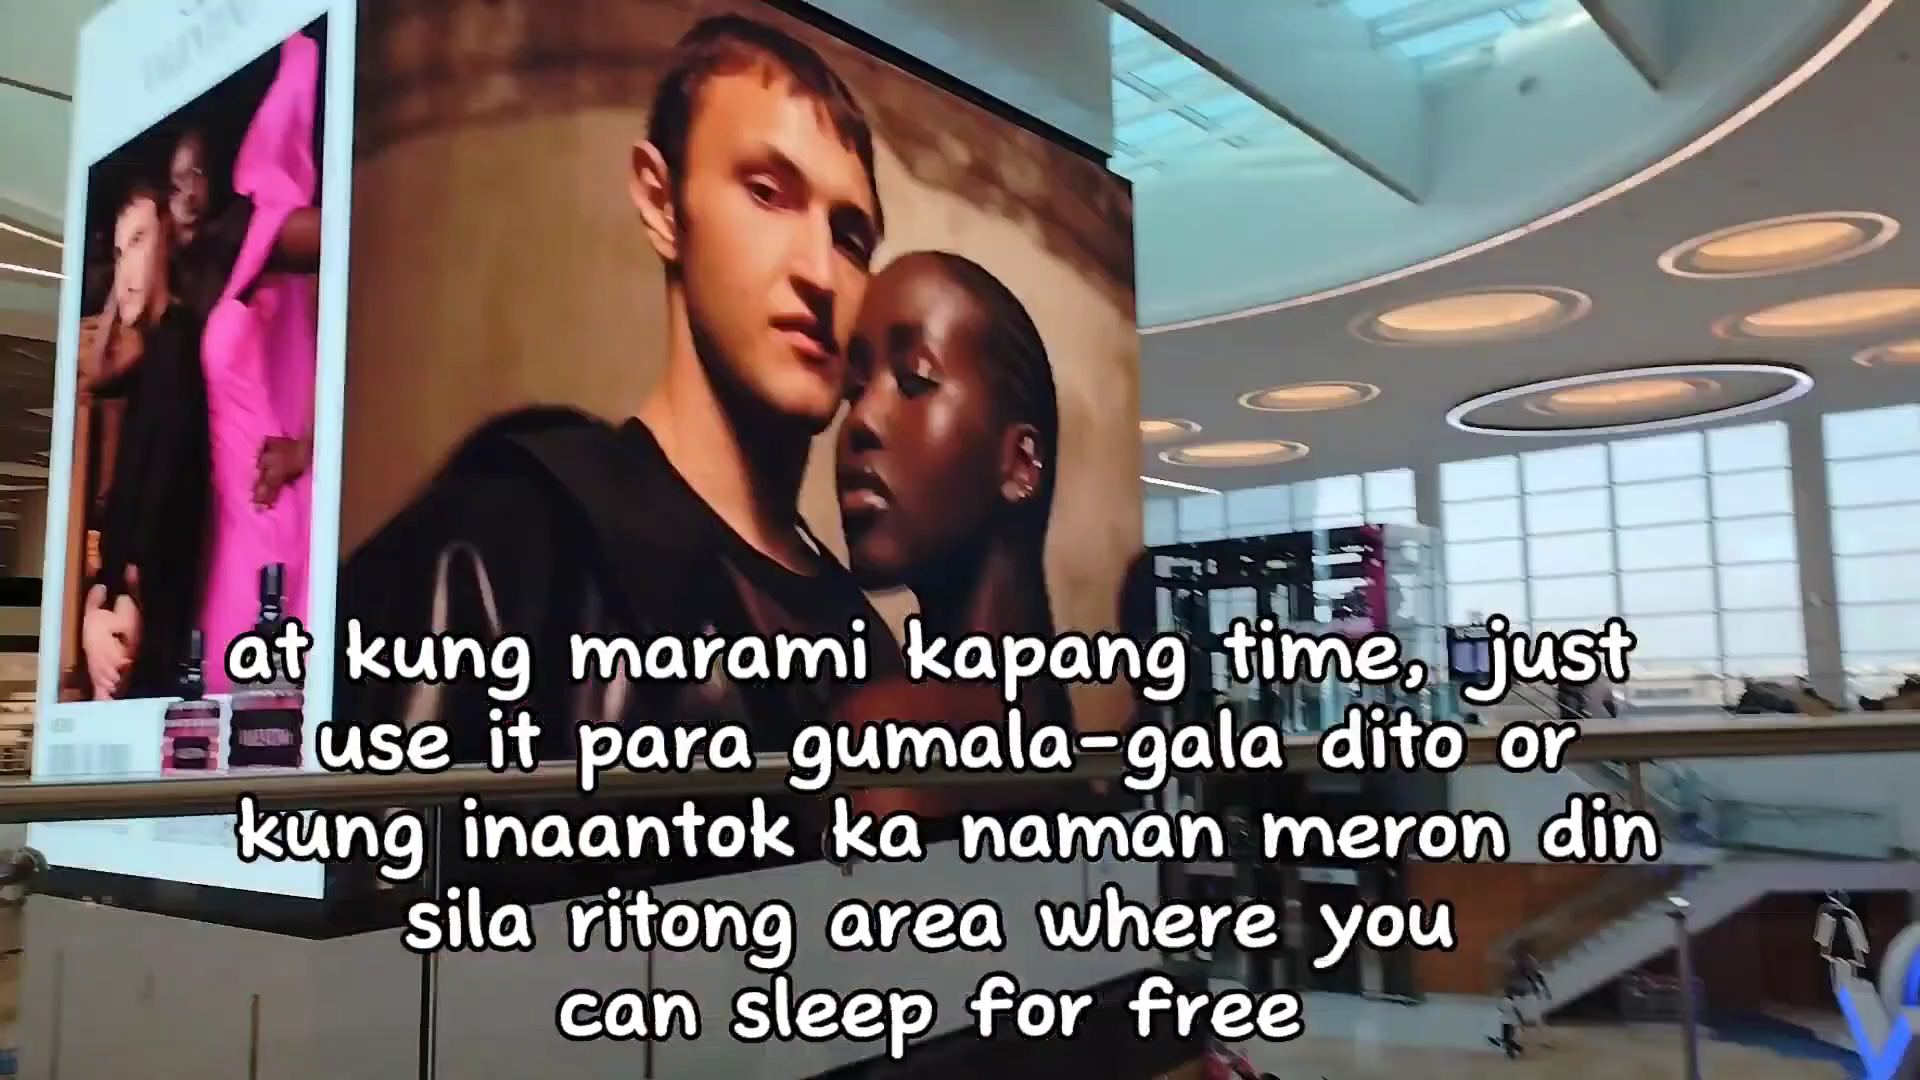 at kung marami kapang time, just
use it para gumala-gala dito or
kung inaantok ka naman meron din
sila ritong area where you
can sleep for free